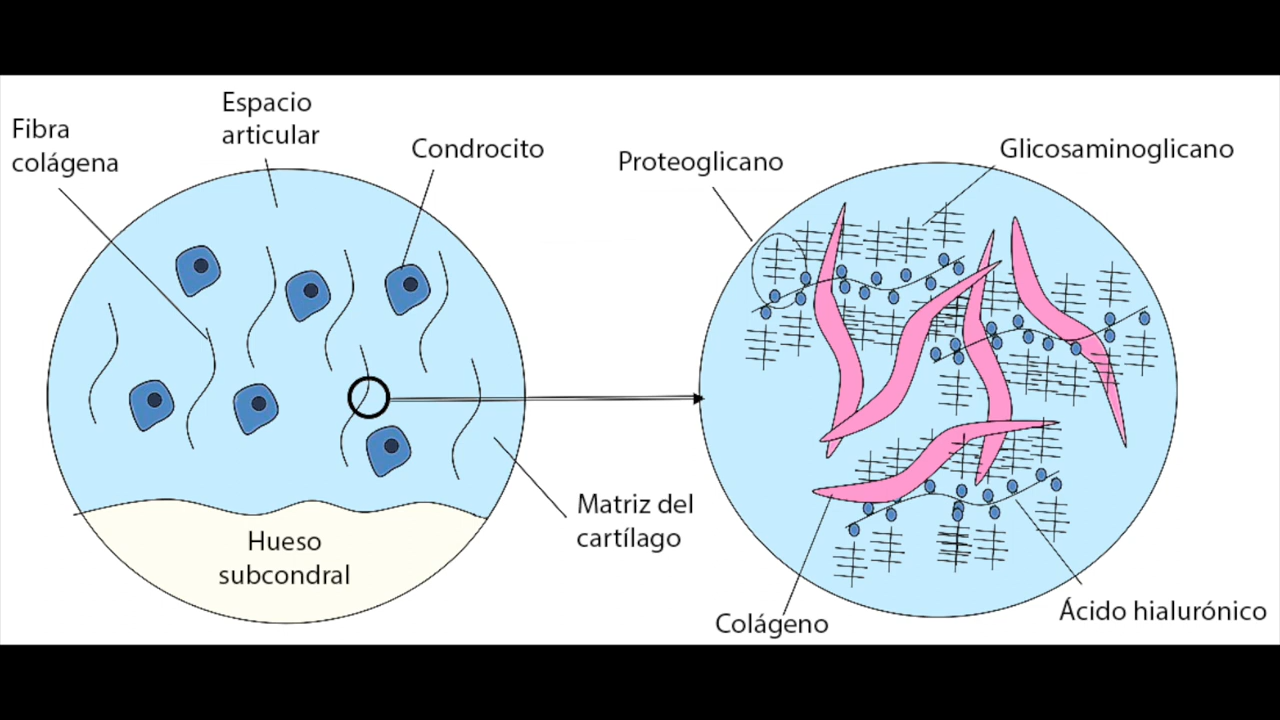 Fibra
colágena
Espacio
articular
Condrocito
Hueso
subcondral
Matriz del
cartílago
Proteoglicano
Glicosaminoglicano
Colágeno
Ácido hialurónico